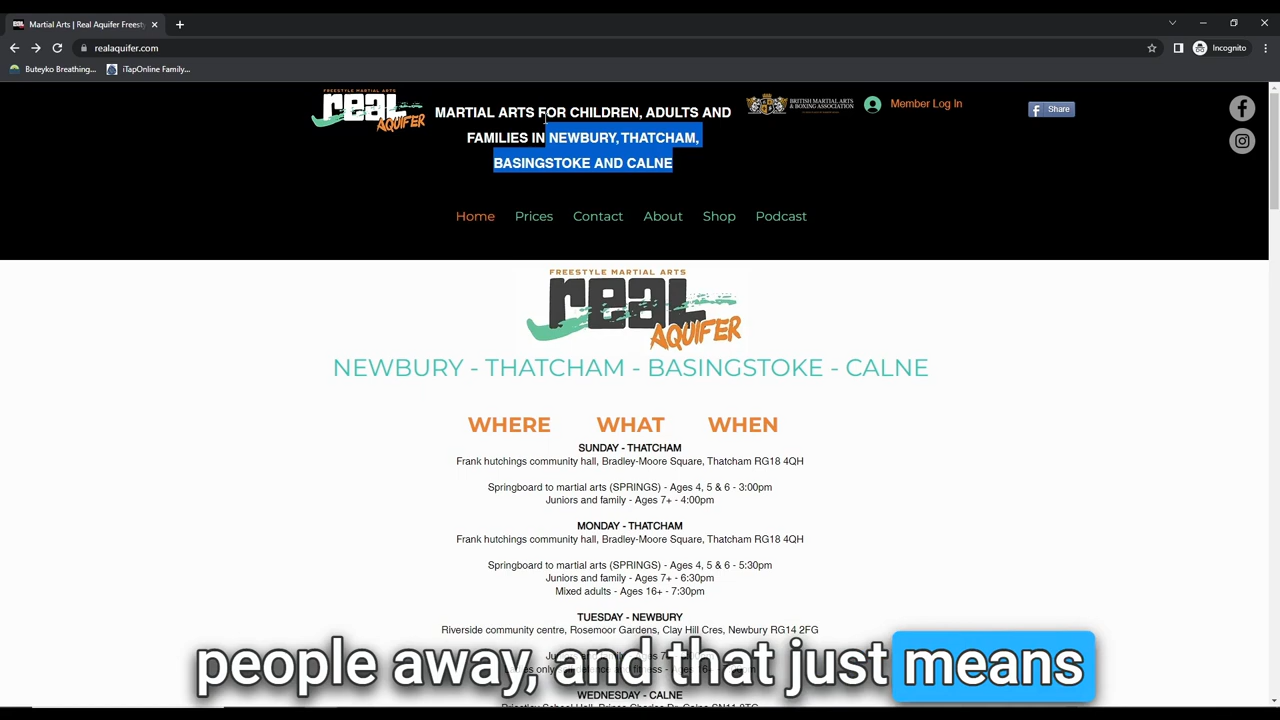 Martial Arts | Real Aquifer Freesty
realaquifer.com
Incognito
Buteyko Breathing...
iTapOnline Family...
FREESTYLE MARTIAL ARTS
real
AQUIFER
MARTIAL ARTS FOR CHILDREN, ADULTS AND
FAMILIES IN NEWBURY, THATCHAM,
BASINGSTOKE AND CALNE
BRITISH MARTIAL ARTS
& BOXING ASSOCIATION
Member Log In
Share
Home
Prices
Contact
About
Shop
Podcast
FREESTYLE MARTIAL ARTS
real
AQUIFER
NEWBURY - THATCHAM - BASINGSTOKE - CALNE
WHERE WHAT WHEN
SUNDAY - THATCHAM
Frank hutchings community hall, Bradley-Moore Square, Thatcham RG18 4QH
Springboard to martial arts (SPRINGS) - Ages 4, 5 & 6 - 3:00pm
Juniors and family - Ages 7+ - 4:00pm
MONDAY - THATCHAM
Frank hutchings community hall, Bradley-Moore Square, Thatcham RG18 4QH
Springboard to martial arts (SPRINGS) - Ages 4, 5 & 6 - 5:30pm
Juniors and family - Ages 7+ - 6:30pm
Mixed adults - Ages 16+ - 7:30pm
TUESDAY - NEWBURY
Riverside community centre, Rosemoor Gardens, Clay Hill Cres, Newbury RG14 2FG
people away, and that just means
WEDNESDAY - CALNE